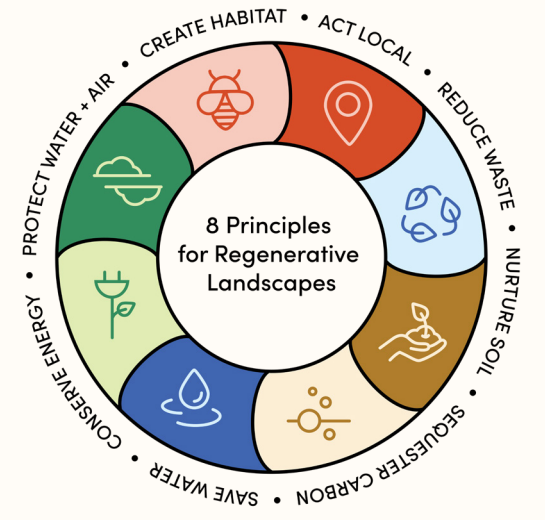 CREATE HABITAT
ACT LOCAL
REDUCE WASTE
NURTURE SOIL
SEQUESTER CARBON
SAVE WATER
CONSERVE ENERGY
PROTECT WATER + AIR
8 Principles
for Regenerative
Landscapes